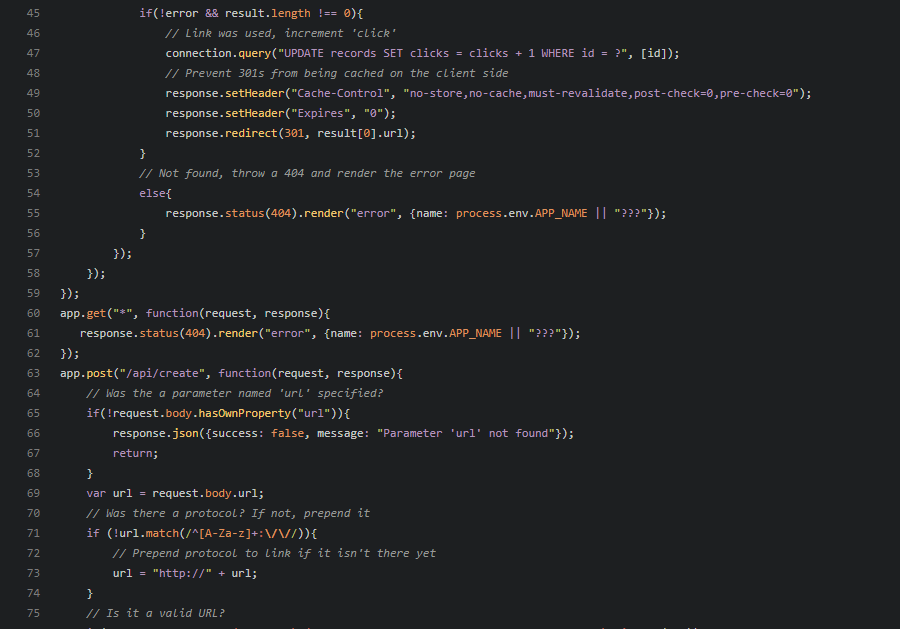 45 if(!error && result.length !== 0){
46 // Link was used, increment 'click'
47 connection.query("UPDATE records SET clicks = clicks + 1 WHERE id = ?", [id]);
48 // Prevent 301s from being cached on the client side
49 response.setHeader("Cache-Control", "no-store,no-cache,must-revalidate,post-check=0,pre-check=0");
50 response.setHeader("Expires", "0");
51 response.redirect(301, result[0].url);
52 }
53 // Not found, throw a 404 and render the error page
54 else{
55 response.status(404).render("error", {name: process.env.APP_NAME || "???"});
56 }
57 });
58 });
59 });
60 app.get("*", function(request, response){
61 response.status(404).render("error", {name: process.env.APP_NAME || "???"});
62 });
63 app.post("/api/create", function(request, response){
64 // Was the a parameter named 'url' specified?
65 if(!request.body.hasOwnProperty("url")){
66 response.json({success: false, message: "Parameter 'url' not found"});
67 return;
68 }
69 var url = request.body.url;
70 // Was there a protocol? If not, prepend it
71 if (!url.match(/^[A-Za-z]+:\/\//)){
72 // Prepend protocol to link if it isn't there yet
73 url = "http://" + url;
74 }
75 // Is it a valid URL?